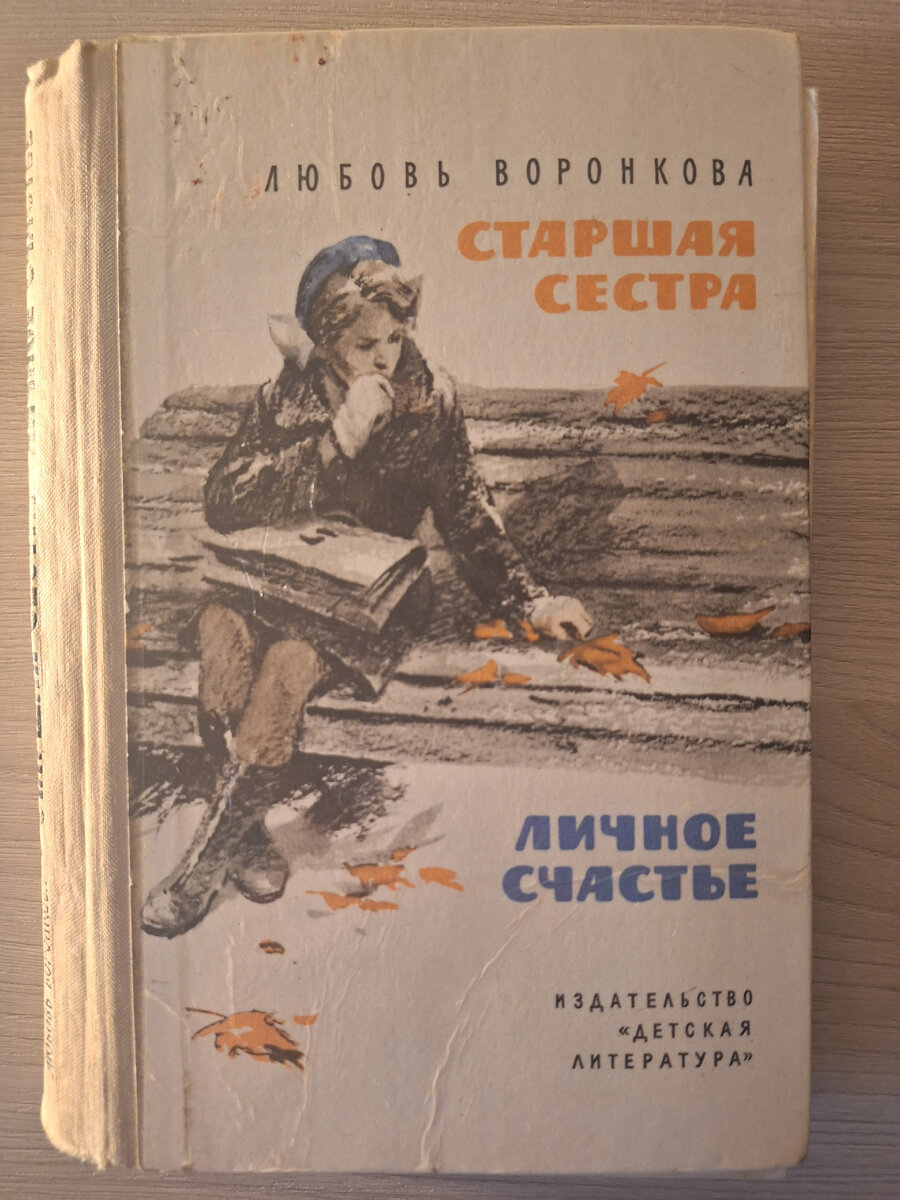 ЛЮБОВЬ ВОРОНКОВА
СТАРШАЯ
СЕСТРА
ЛИЧНОЕ
СЧАСТЬЕ
ИЗДАТЕЛЬСТВО
«ДЕТСКАЯ
ЛИТЕРАТУРА»